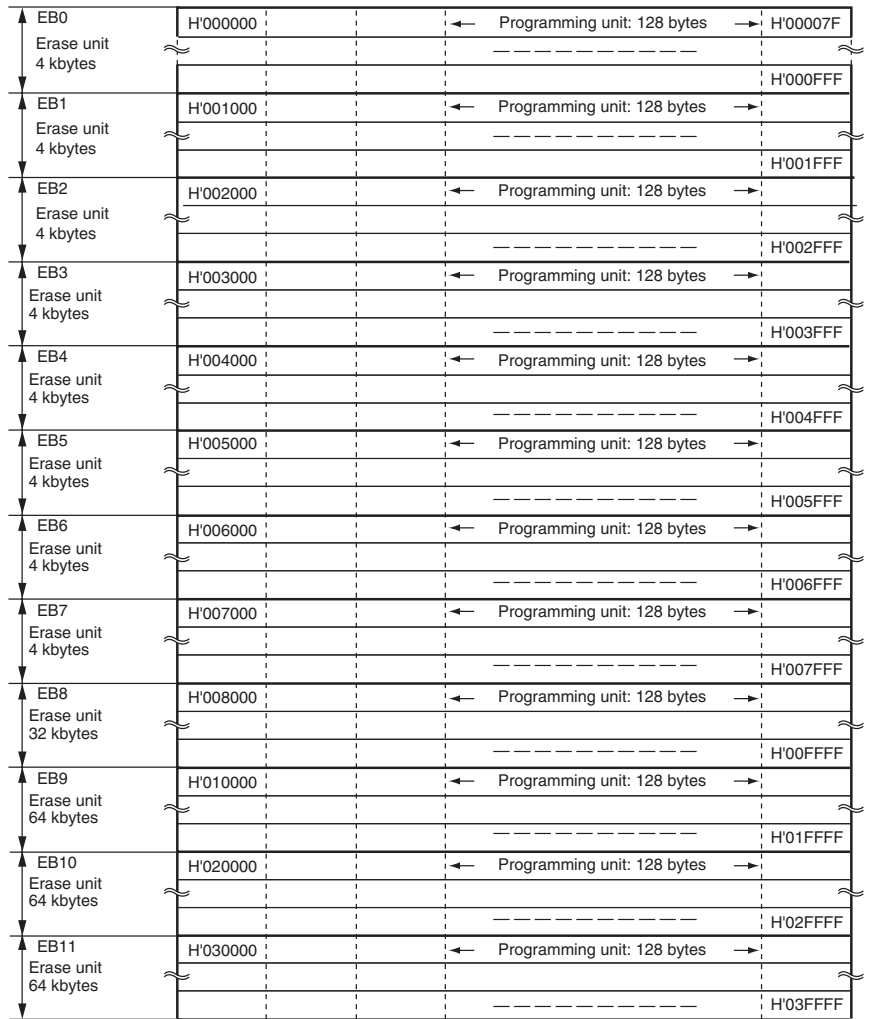 EB0
H'000000 Programming unit: 128 bytes H'00007F
Erase unit
4 kbytes
H'000FFF
EB1
H'001000 Programming unit: 128 bytes
Erase unit
4 kbytes
H'001FFF
EB2
H'002000 Programming unit: 128 bytes
Erase unit
4 kbytes
H'002FFF
EB3
H'003000 Programming unit: 128 bytes
Erase unit
4 kbytes
H'003FFF
EB4
H'004000 Programming unit: 128 bytes
Erase unit
4 kbytes
H'004FFF
EB5
H'005000 Programming unit: 128 bytes
Erase unit
4 kbytes
H'005FFF
EB6
H'006000 Programming unit: 128 bytes
Erase unit
4 kbytes
H'006FFF
EB7
H'007000 Programming unit: 128 bytes
Erase unit
4 kbytes
H'007FFF
EB8
H'008000 Programming unit: 128 bytes
Erase unit
32 kbytes
H'00FFFF
EB9
H'010000 Programming unit: 128 bytes
Erase unit
64 kbytes
H'01FFFF
EB10
H'020000 Programming unit: 128 bytes
Erase unit
64 kbytes
H'02FFFF
EB11
H'030000 Programming unit: 128 bytes
Erase unit
64 kbytes
H'03FFFF